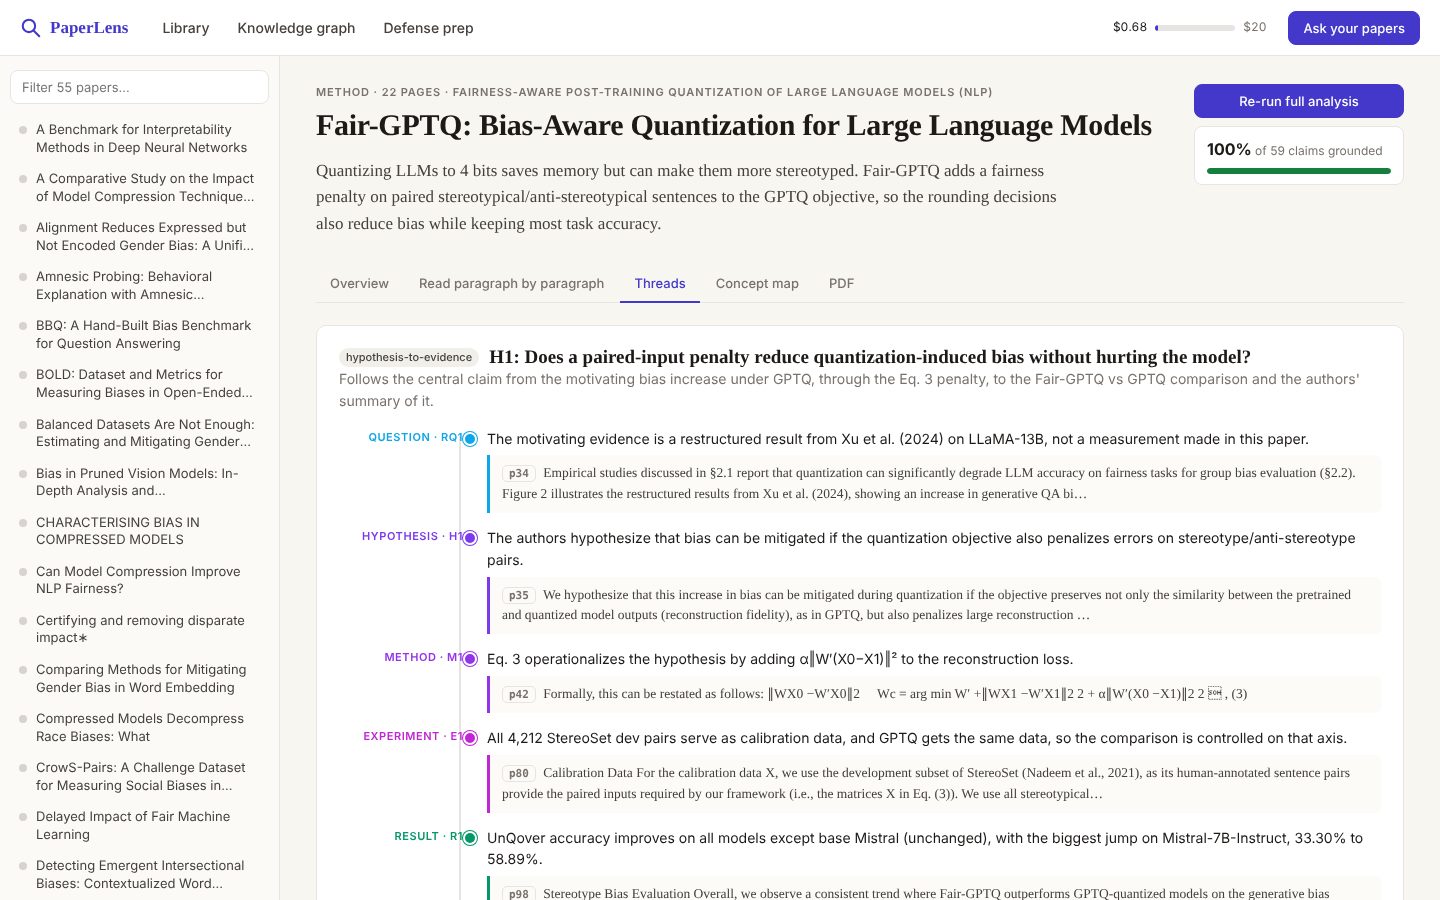 PaperLens
Library
Knowledge graph
Defense prep
$0.68
$20
Ask your papers
Filter 55 papers...
A Benchmark for Interpretability
Methods in Deep Neural Networks
A Comparative Study on the Impact
of Model Compression Technique...
Alignment Reduces Expressed but
Not Encoded Gender Bias: A Unifi...
Amnesic Probing: Behavioral
Explanation with Amnesic...
BBQ: A Hand-Built Bias Benchmark
for Question Answering
BOLD: Dataset and Metrics for
Measuring Biases in Open-Ended...
Balanced Datasets Are Not Enough:
Estimating and Mitigating Gender...
Bias in Pruned Vision Models: In-
Depth Analysis and...
CHARACTERISING BIAS IN
COMPRESSED MODELS
Can Model Compression Improve
NLP Fairness?
Certifying and removing disparate
impact∗
Comparing Methods for Mitigating
Gender Bias in Word Embedding
Compressed Models Decompress
Race Biases: What
CrowS-Pairs: A Challenge Dataset
for Measuring Social Biases in...
Delayed Impact of Fair Machine
Learning
Detecting Emergent Intersectional
Biases: Contextualized Word...
METHOD · 22 PAGES · FAIRNESS-AWARE POST-TRAINING QUANTIZATION OF LARGE LANGUAGE MODELS (NLP)
Fair-GPTQ: Bias-Aware Quantization for Large Language Models
Quantizing LLMs to 4 bits saves memory but can make them more stereotyped. Fair-GPTQ adds a fairness
penalty on paired stereotypical/anti-stereotypical sentences to the GPTQ objective, so the rounding decisions
also reduce bias while keeping most task accuracy.
Re-run full analysis
100% of 59 claims grounded
Overview
Read paragraph by paragraph
Threads
Concept map
PDF
hypothesis-to-evidence H1: Does a paired-input penalty reduce quantization-induced bias without hurting the model?
Follows the central claim from the motivating bias increase under GPTQ, through the Eq. 3 penalty, to the Fair-GPTQ vs GPTQ comparison and the authors'
summary of it.
QUESTION · RQ1
The motivating evidence is a restructured result from Xu et al. (2024) on LLaMA-13B, not a measurement made in this paper.
p34 Empirical studies discussed in §2.1 report that quantization can significantly degrade LLM accuracy on fairness tasks for group bias evaluation (§2.2).
Figure 2 illustrates the restructured results from Xu et al. (2024), showing an increase in generative QA bi…
HYPOTHESIS · H1
The authors hypothesize that bias can be mitigated if the quantization objective also penalizes errors on stereotype/anti-stereotype
pairs.
p35 We hypothesize that this increase in bias can be mitigated during quantization if the objective preserves not only the similarity between the pretrained
and quantized model outputs (reconstruction fidelity), as in GPTQ, but also penalizes large reconstruction …
METHOD · M1
Eq. 3 operationalizes the hypothesis by adding α‖W′(X0−X1)‖² to the reconstruction loss.
p42 Formally, this can be restated as follows: ∥WX0 −W′X0∥2 Wc = arg min W′ +∥WX1 −W′X1∥2 2 + α∥W′(X0 −X1)∥2 2 , (3)
EXPERIMENT · E1
All 4,212 StereoSet dev pairs serve as calibration data, and GPTQ gets the same data, so the comparison is controlled on that axis.
p80 Calibration Data For the calibration data X, we use the development subset of StereoSet (Nadeem et al., 2021), as its human-annotated sentence pairs
provide the paired inputs required by our framework (i.e., the matrices X in Eq. (3)). We use all stereotypical…
RESULT · R1
UnQover accuracy improves on all models except base Mistral (unchanged), with the biggest jump on Mistral-7B-Instruct, 33.30% to
58.89%.
p98 Stereotype Bias Evaluation Overall, we observe a consistent trend where Fair-GPTQ outperforms GPTQ-quantized models on the generative bias